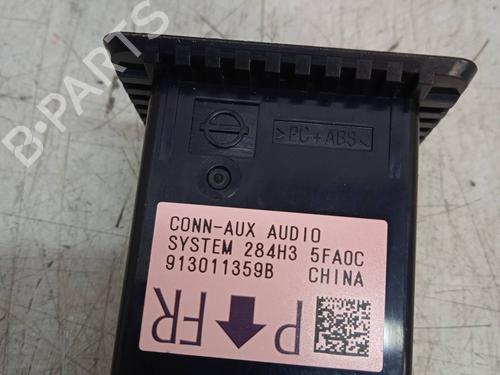 >PC+ABS<
CONN-AUX AUDIO
SYSTEM 284H3 5FA0C
913011359B CHINA
P FR
B-PARTS